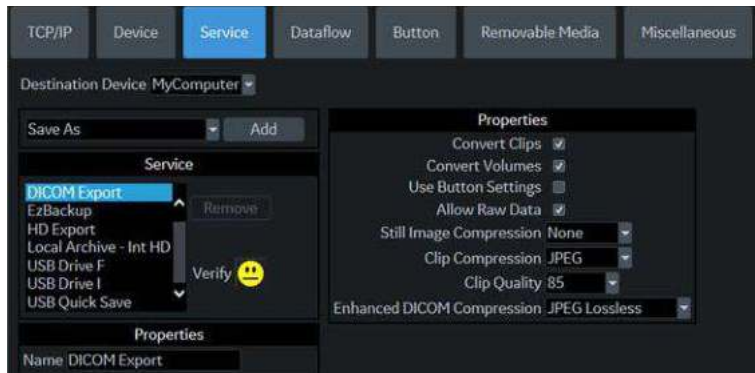 TCP/IP Device Service Dataflow Button Removable Media Miscellaneous
Destination Device MyComputer
Save As Add
Service
DICOM Export
EzBackup
HD Export
Local Archive - Int HD
USB Drive F
USB Drive I
USB Quick Save
Remove
Verify
Properties
Name DICOM Export
Properties
Convert Clips
Convert Volumes
Use Button Settings
Allow Raw Data
Still Image Compression None
Clip Compression JPEG
Clip Quality 85
Enhanced DICOM Compression JPEG Lossless